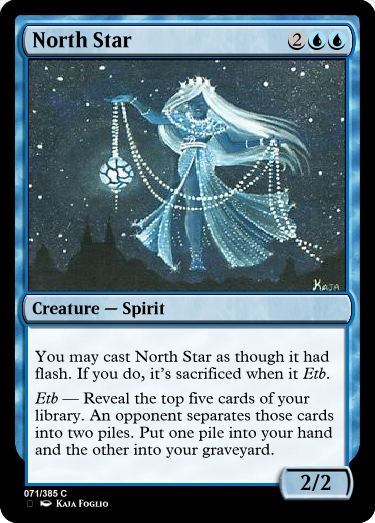 North Star 2
KAJA
Creature — Spirit
You may cast North Star as though it had
flash. If you do, it's sacrificed when it Etb.
Etb — Reveal the top five cards of your
library. An opponent separates those cards
into two piles. Put one pile into your hand
and the other into your graveyard.
2/2
071/385 C
Kaja Foglio